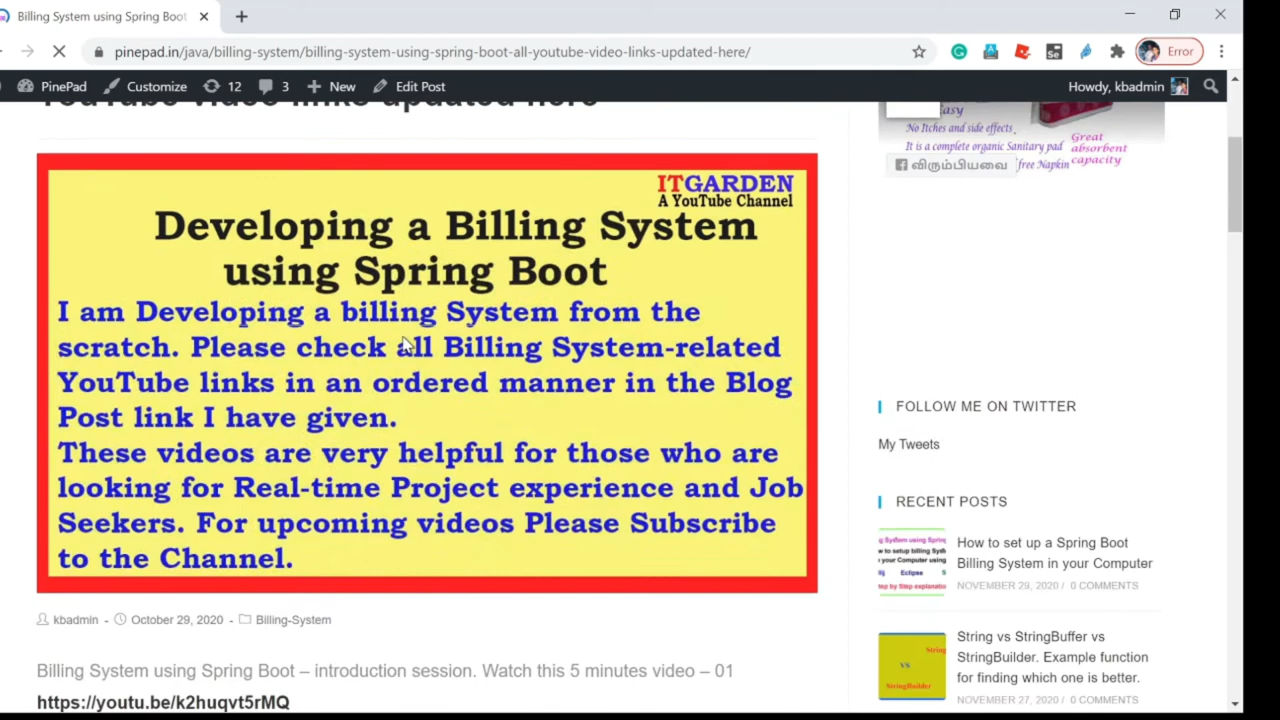 Billing System using Spring Boot
pinepad.in/java/billing-system/billing-system-using-spring-boot-all-youtube-video-links-updated-here/
Error
PinePad
Customize
12
3
New
Edit Post
Howdy, kbadmin
YouTube video links updated here
ITGARDEN
A YouTube Channel
Developing a Billing System
using Spring Boot
I am Developing a billing System from the
scratch. Please check all Billing System-related
YouTube links in an ordered manner in the Blog
Post link I have given.
These videos are very helpful for those who are
looking for Real-time Project experience and Job
Seekers. For upcoming videos Please Subscribe
to the Channel.
kbadmin - October 29, 2020 - Billing-System
Billing System using Spring Boot – introduction session. Watch this 5 minutes video – 01
https://youtu.be/k2huqvt5rMQ
No Itches and side effects
It is a complete organic Sanitary pad
free Napkin
Great
absorbent
capacity
விரும்பியவை
FOLLOW ME ON TWITTER
My Tweets
RECENT POSTS
How to set up a Spring Boot
Billing System in your Computer
NOVEMBER 29, 2020 / 0 COMMENTS
Eclipse
String
VS
StringBuilder
String vs StringBuffer vs
StringBuilder. Example function
for finding which one is better.
NOVEMBER 27, 2020 / 0 COMMENTS